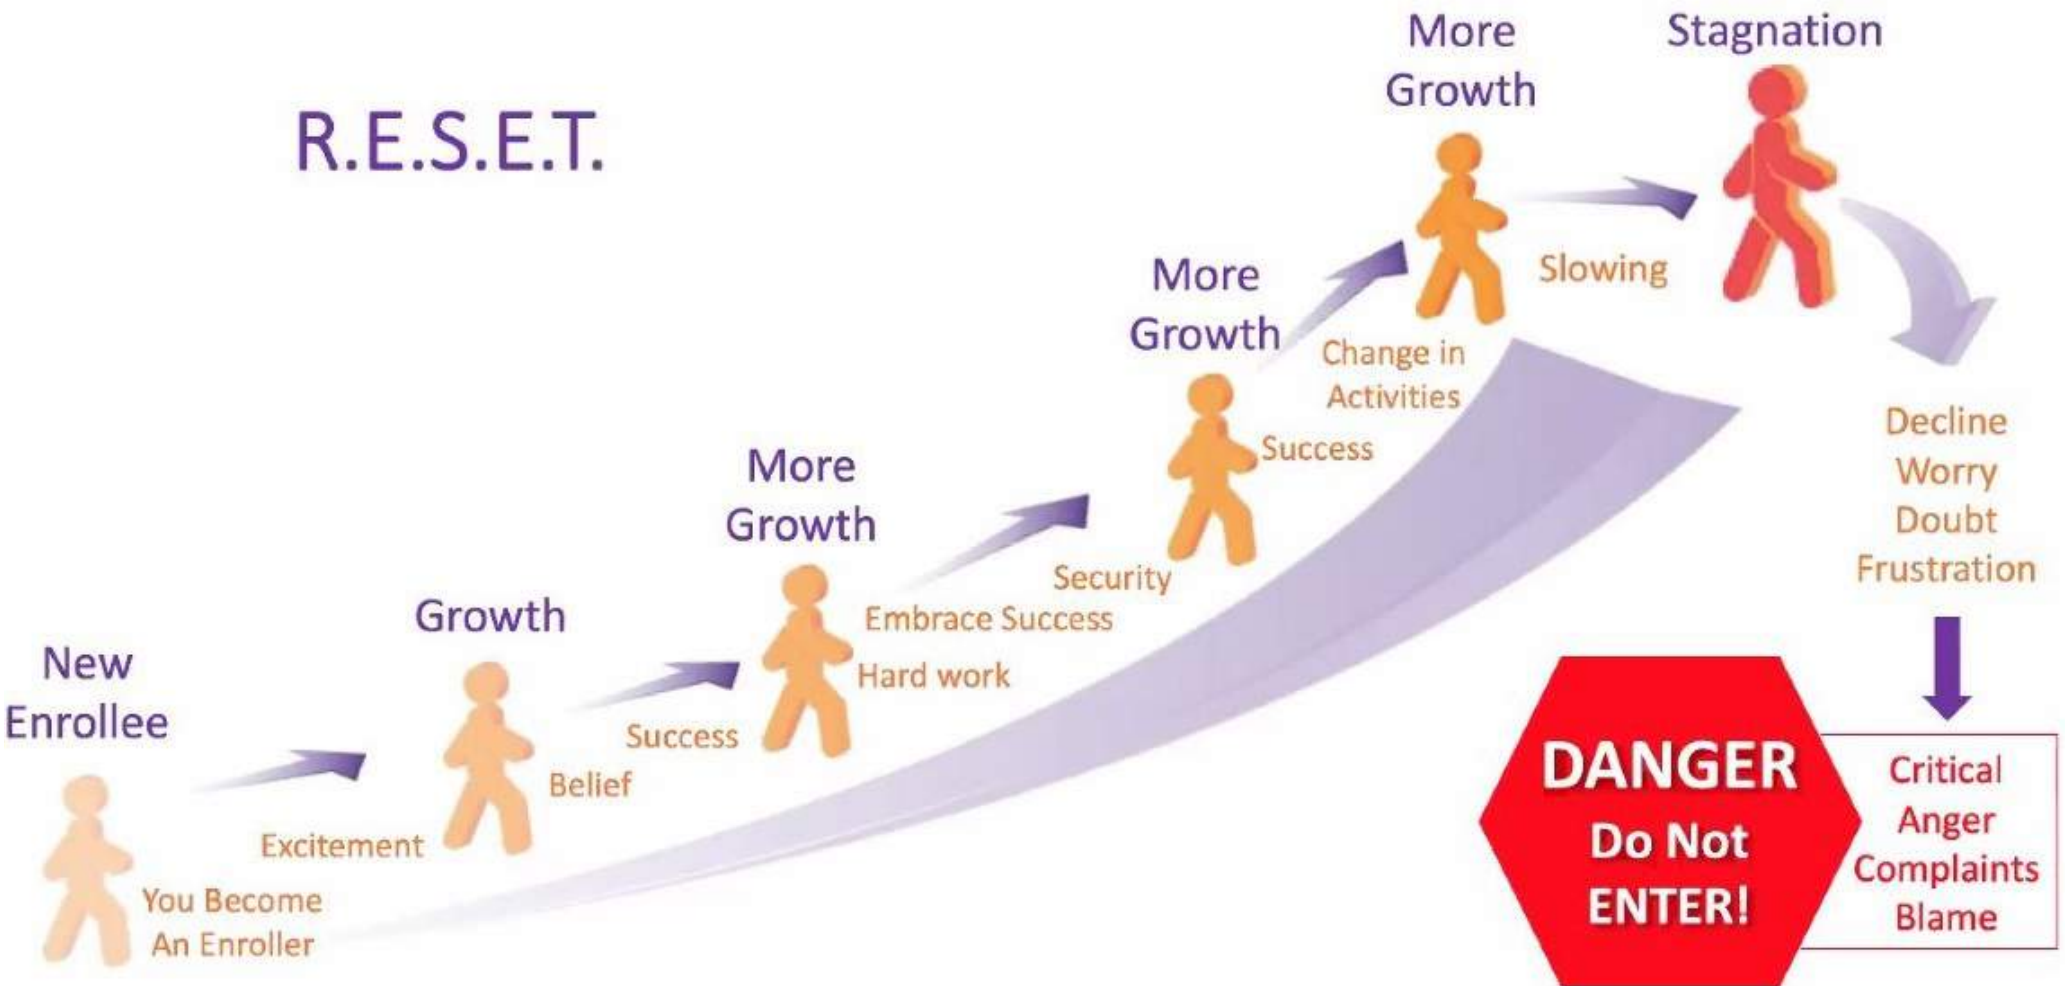 R.E.S.E.T.
New
Enrollee
You Become
An Enroller
Excitement
Growth
Belief
Success
More
Growth
Hard work
Embrace Success
Security
More
Growth
Success
Change in
Activities
More
Growth
Slowing
Stagnation
Decline
Worry
Doubt
Frustration
DANGER
Do Not
ENTER!
Critical
Anger
Complaints
Blame